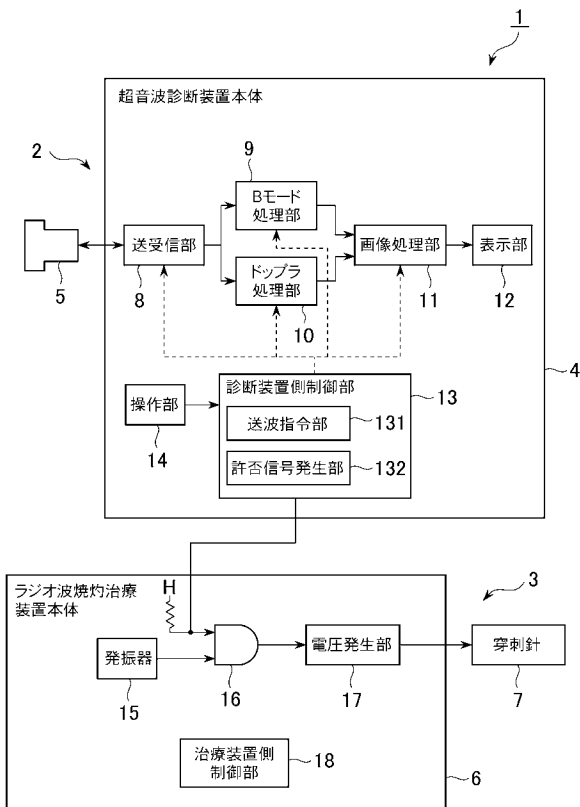 1
超音波診断装置本体
2
9
Bモード
処理部
5
送受信部
8
ドップラ
処理部
10
画像処理部
11
表示部
12
4
診断装置側制御部
13
操作部
14
送波指令部
131
許否信号発生部
132
ラジオ波焼灼治療
装置本体
H
3
発振器
15
16
電圧発生部
17
穿刺針
7
治療装置側
制御部
18
6